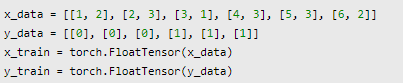 x_data = [[1, 2], [2, 3], [3, 1], [4, 3], [5, 3], [6, 2]]
y_data = [[0], [0], [0], [1], [1], [1]]
x_train = torch.FloatTensor(x_data)
y_train = torch.FloatTensor(y_data)